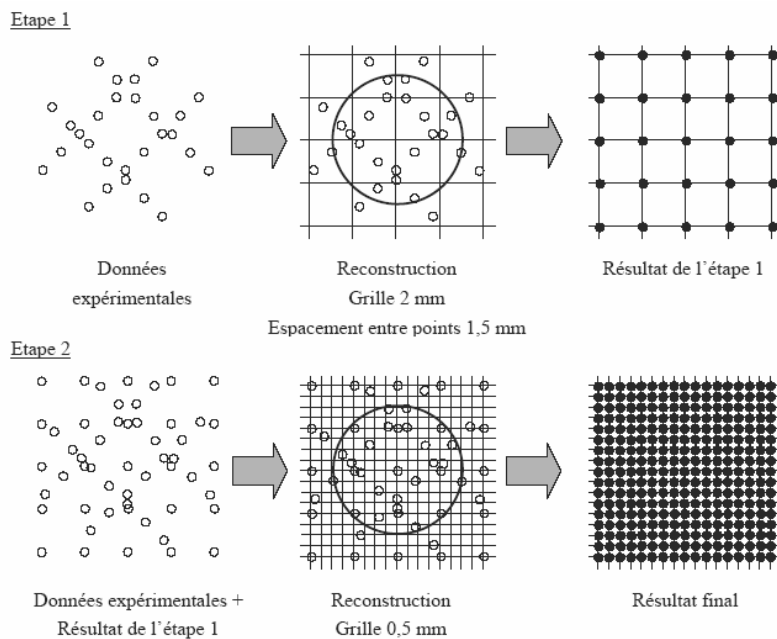 Etape 1
Données
expérimentales
Reconstruction
Grille 2 mm
Espacement entre points 1,5 mm
Résultat de l'étape 1
Etape 2
Données expérimentales +
Résultat de l'étape 1
Reconstruction
Grille 0,5 mm
Résultat final